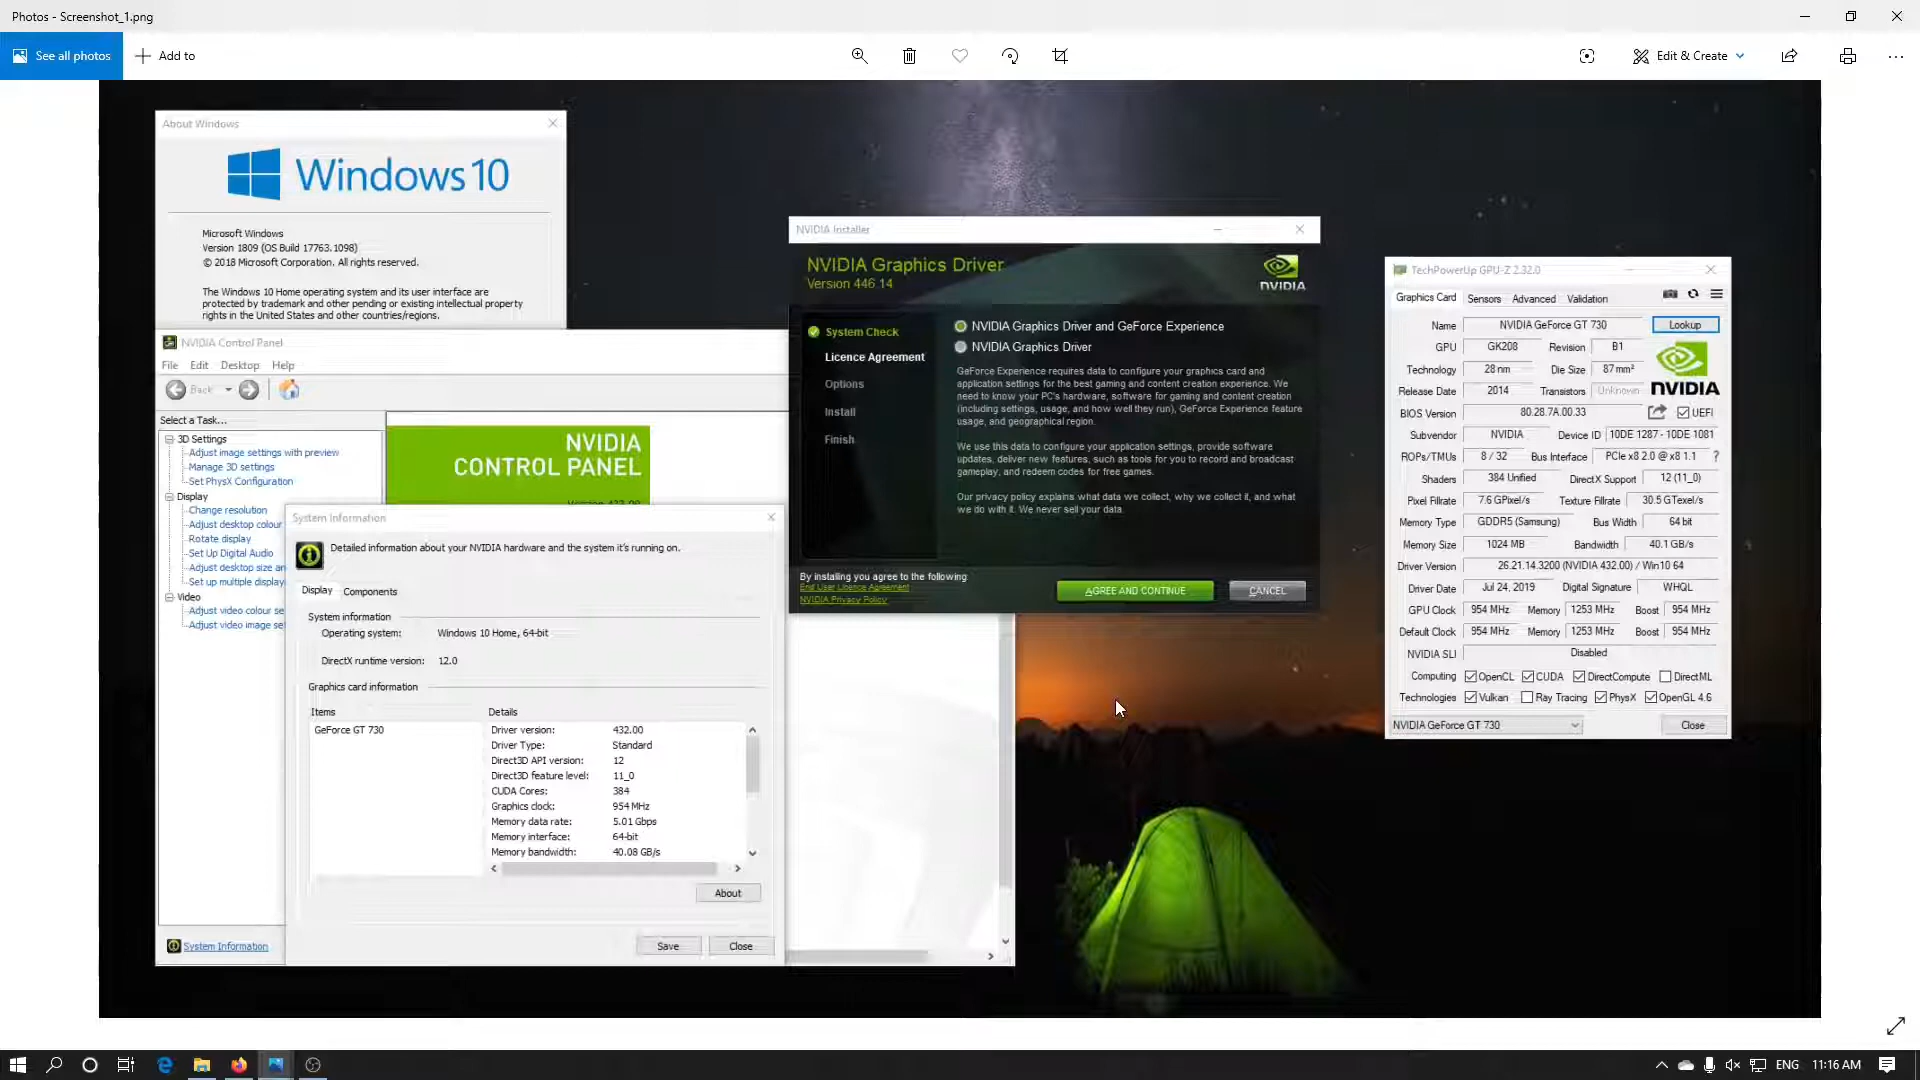 Photos - Screenshot_1.png
See all photos
Add to
Edit & Create
About Windows
Windows 10
Microsoft Windows
Version 1809 (OS Build 17763.1098)
© 2018 Microsoft Corporation. All rights reserved.
The Windows 10 Home operating system and its user interface are
protected by trademark and other pending or existing intellectual property
rights in the United States and other countries/regions.
NVIDIA Control Panel
File Edit Desktop Help
Back
Select a Task...
3D Settings
Adjust image settings with preview
Manage 3D settings
Set PhysX Configuration
Display
Change resolution
Adjust desktop colour
Rotate display
Set Up Digital Audio
Adjust desktop size an
Set up multiple display
Video
Adjust video colour se
Adjust video image set
System Information
NVIDIA
CONTROL PANEL
System Information
Detailed information about your NVIDIA hardware and the system it's running on.
Display Components
System information
Operating system: Windows 10 Home, 64-bit
DirectX runtime version: 12.0
Graphics card information
Items Details
GeForce GT 730
Driver version: 432.00
Driver Type: Standard
Direct3D API version: 12
Direct3D feature level: 11_0
CUDA Cores: 384
Graphics clock: 954 MHz
Memory data rate: 5.01 Gbps
Memory interface: 64-bit
Memory bandwidth: 40.08 GB/s
About
Save Close
NVIDIA Installer
NVIDIA Graphics Driver
Version 446.14
NVIDIA
System Check
Licence Agreement
Options
Install
Finish
NVIDIA Graphics Driver and GeForce Experience
NVIDIA Graphics Driver
GeForce Experience requires data to configure your graphics card and
application settings for the best gaming and content creation experience. We
need to know your PC's hardware, software for gaming and content creation
(including settings, usage, and how well they run), GeForce Experience feature
usage, and geographical region.
We use this data to configure your application settings, provide software
updates, deliver new features, such as tools for you to record and broadcast
gameplay, and redeem codes for free games.
Our privacy policy explains what data we collect, why we collect it, and what
we do with it. We never sell your data.
By installing you agree to the following:
End User Licence Agreement
NVIDIA Privacy Policy
AGREE AND CONTINUE CANCEL
TechPowerUp GPU-Z 2.32.0
Graphics Card Sensors Advanced Validation
Name NVIDIA GeForce GT 730 Lookup
GPU GK208 Revision B1
Technology 28 nm Die Size 87 mm²
Release Date 2014 Transistors Unknown
NVIDIA
BIOS Version 80.28.7A.00.33 UEFI
Subvendor NVIDIA Device ID 10DE 1287 - 10DE 1081
ROPs/TMUs 8 / 32 Bus Interface PCIe x8 2.0 @ x8 1.1 ?
Shaders 384 Unified DirectX Support 12 (11_0)
Pixel Fillrate 7.6 GPixel/s Texture Fillrate 30.5 GTexel/s
Memory Type GDDR5 (Samsung) Bus Width 64 bit
Memory Size 1024 MB Bandwidth 40.1 GB/s
Driver Version 26.21.14.3200 (NVIDIA 432.00) / Win10 64
Driver Date Jul 24, 2019 Digital Signature WHQL
GPU Clock 954 MHz Memory 1253 MHz Boost 954 MHz
Default Clock 954 MHz Memory 1253 MHz Boost 954 MHz
NVIDIA SLI Disabled
Computing OpenCL CUDA DirectCompute DirectML
Technologies Vulkan Ray Tracing PhysX OpenGL 4.6
NVIDIA GeForce GT 730 Close
ENG 11:16 AM